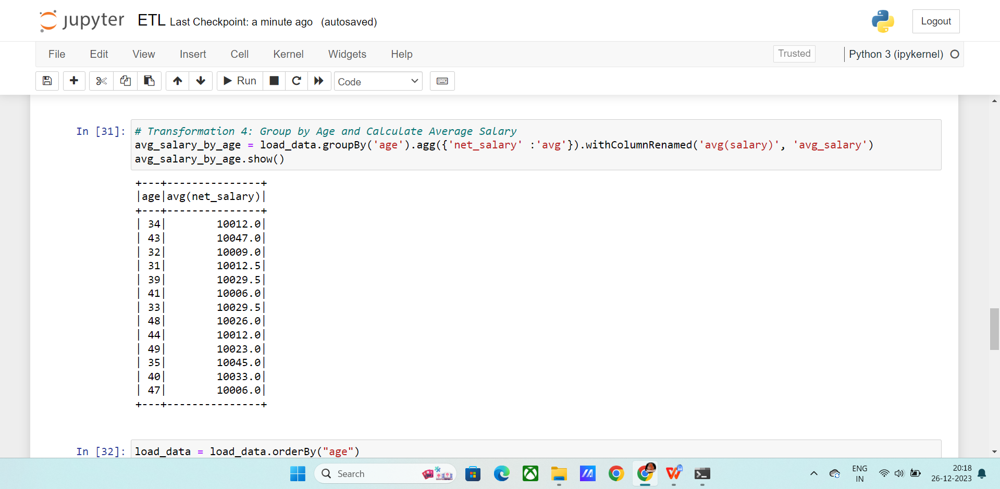 jupyter ETL Last Checkpoint: a minute ago (autosaved)
Logout
File Edit View Insert Cell Kernel Widgets Help
Trusted
Python 3 (ipykernel)
Run
Code
In [31]:
# Transformation 4: Group by Age and Calculate Average Salary
avg_salary_by_age = load_data.groupBy('age').agg({'net_salary' :'avg'}).withColumnRenamed('avg(salary)', 'avg_salary')
avg_salary_by_age.show()
+---+---------------+
|age|avg(net_salary)|
+---+---------------+
| 34|        10012.0|
| 43|        10047.0|
| 32|        10009.0|
| 31|        10012.5|
| 39|        10029.5|
| 41|        10006.0|
| 33|        10029.5|
| 48|        10026.0|
| 44|        10012.0|
| 49|        10023.0|
| 35|        10045.0|
| 40|        10033.0|
| 47|        10006.0|
+---+---------------+
In [32]:
load_data = load_data.orderBy("age")
Search
ENG
IN
20:18
26-12-2023